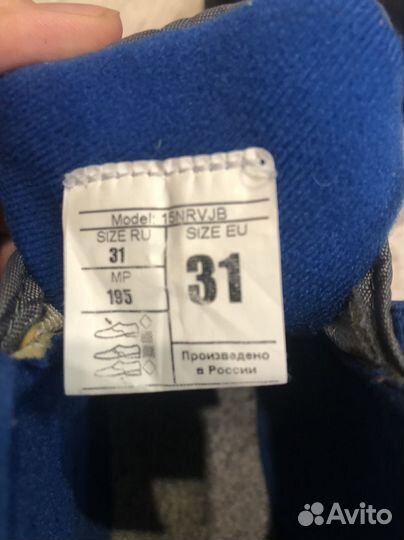 Model: 15NRVJB
SIZE RU
31
MP
195
SIZE EU
31
Произведено
в России
Avito